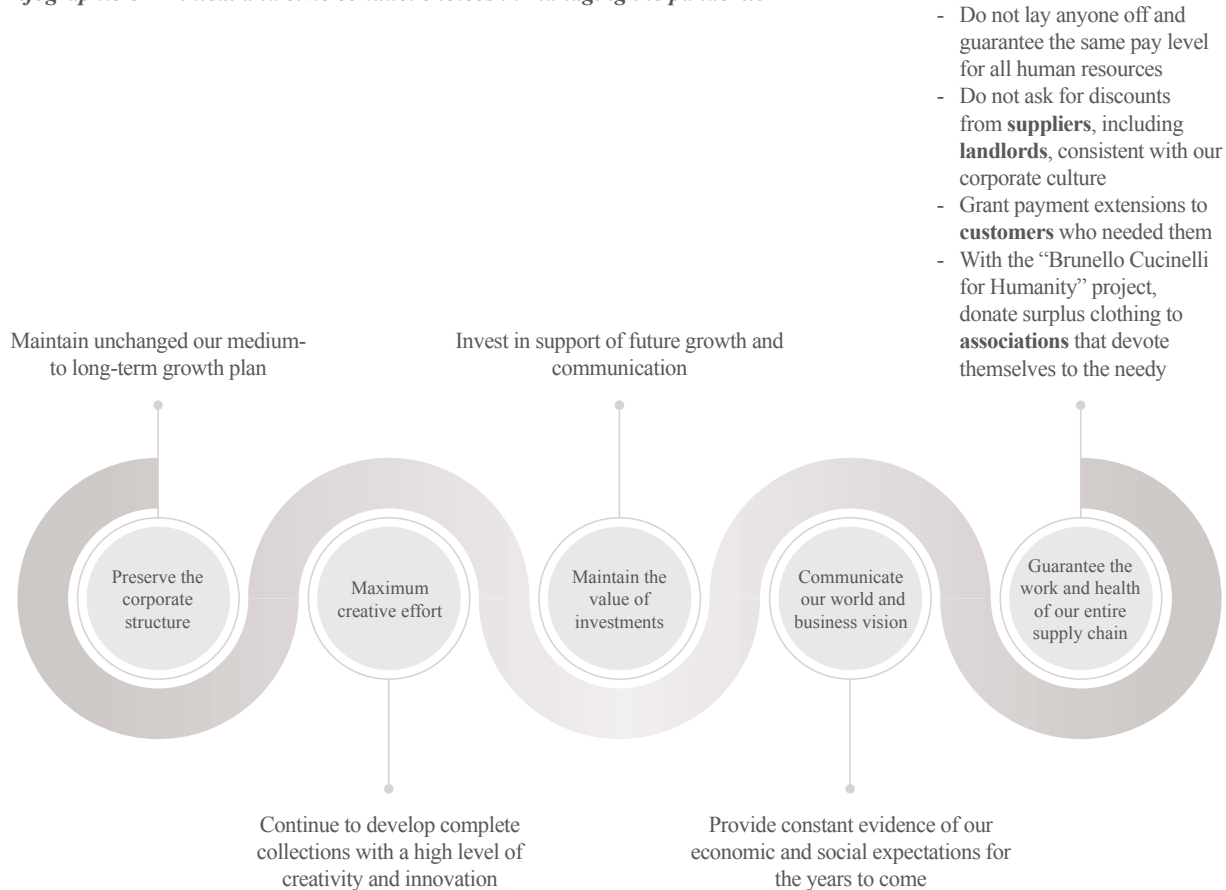 - Do not lay anyone off and
guarantee the same pay level
for all human resources
- Do not ask for discounts
from suppliers, including
landlords, consistent with our
corporate culture
- Grant payment extensions to
customers who needed them
- With the “Brunello Cucinelli
for Humanity” project,
donate surplus clothing to
associations that devote
themselves to the needy
Maintain unchanged our medium-
to long-term growth plan
Invest in support of future growth and
communication
Preserve the
corporate
structure
Maximum
creative effort
Maintain the
value of
investments
Communicate
our world and
business vision
Guarantee the
work and health
of our entire
supply chain
Continue to develop complete
collections with a high level of
creativity and innovation
Provide constant evidence of our
economic and social expectations for
the years to come